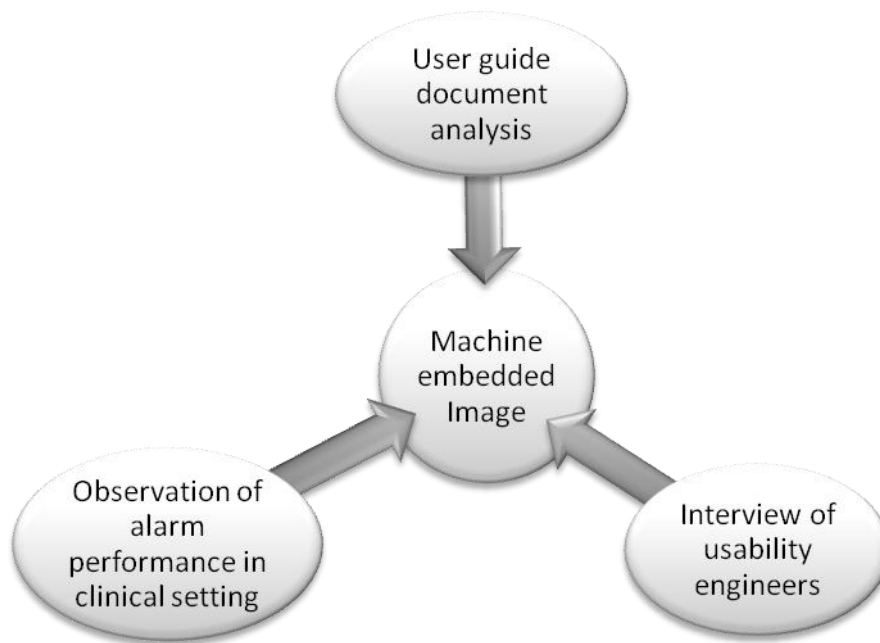 User guide
document
analysis
Machine
embedded
Image
Observation of
alarm
performance in
clinical setting
Interview of
usability
engineers